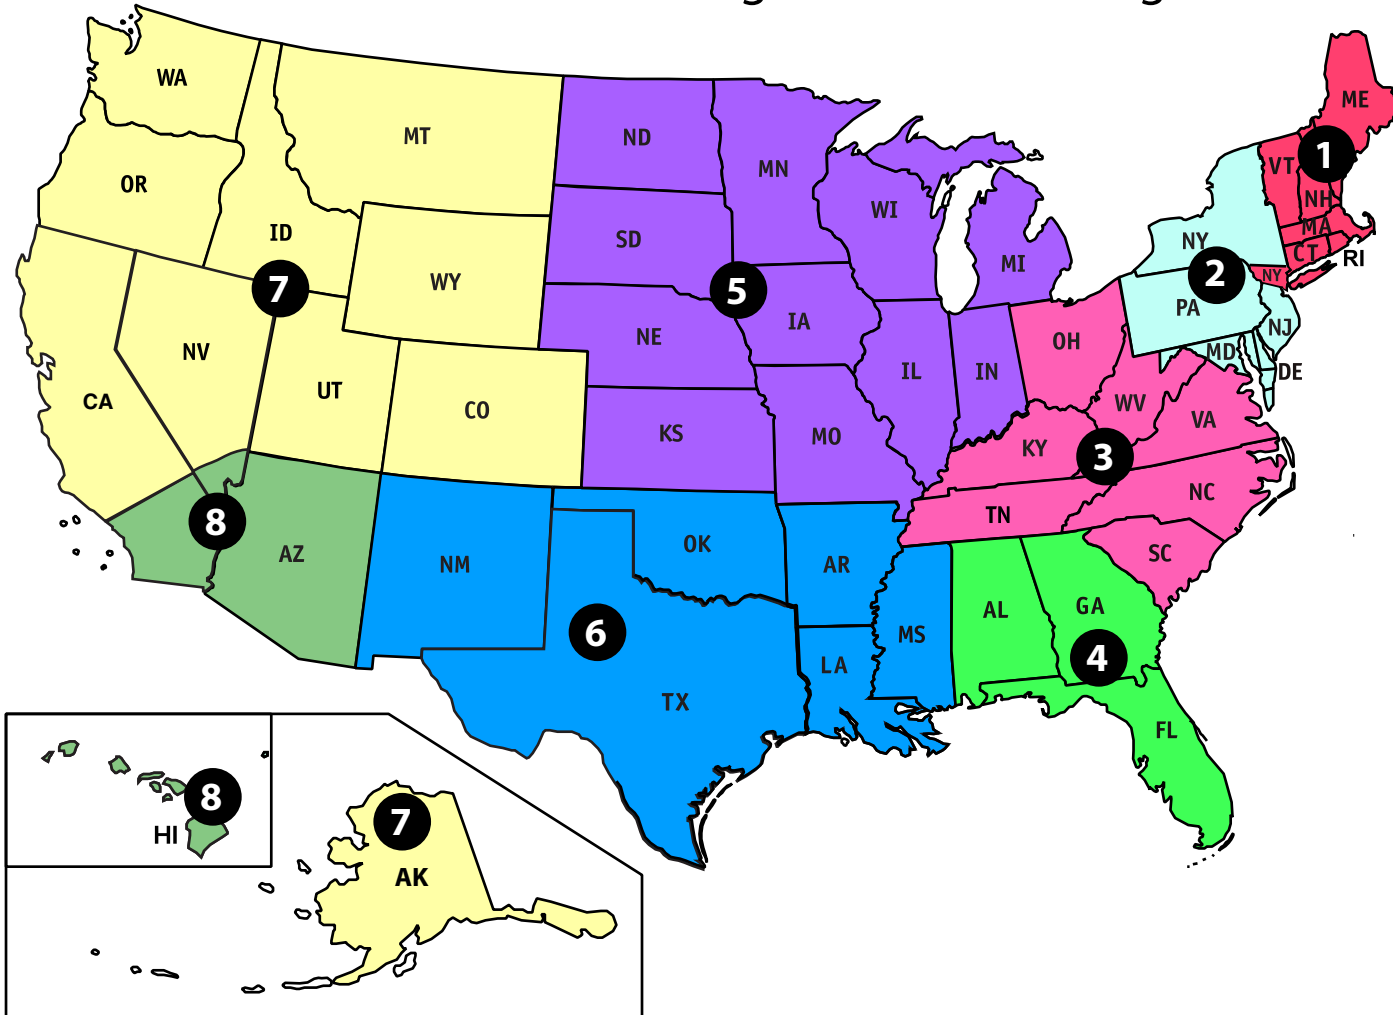 WA
ME
MT
ND
1
VT
MN
OR
NH
WI
MA
ID
SD
NY
CT
RI
MI
2
NY
WY
7
5
PA
IA
NJ
NE
OH
NV
MD
IL
IN
DE
UT
CA
WV
CO
VA
KS
MO
KY
3
NC
TN
8
OK
AZ
SC
NM
AR
AL
GA
6
MS
4
LA
TX
FL
8
7
HI
AK